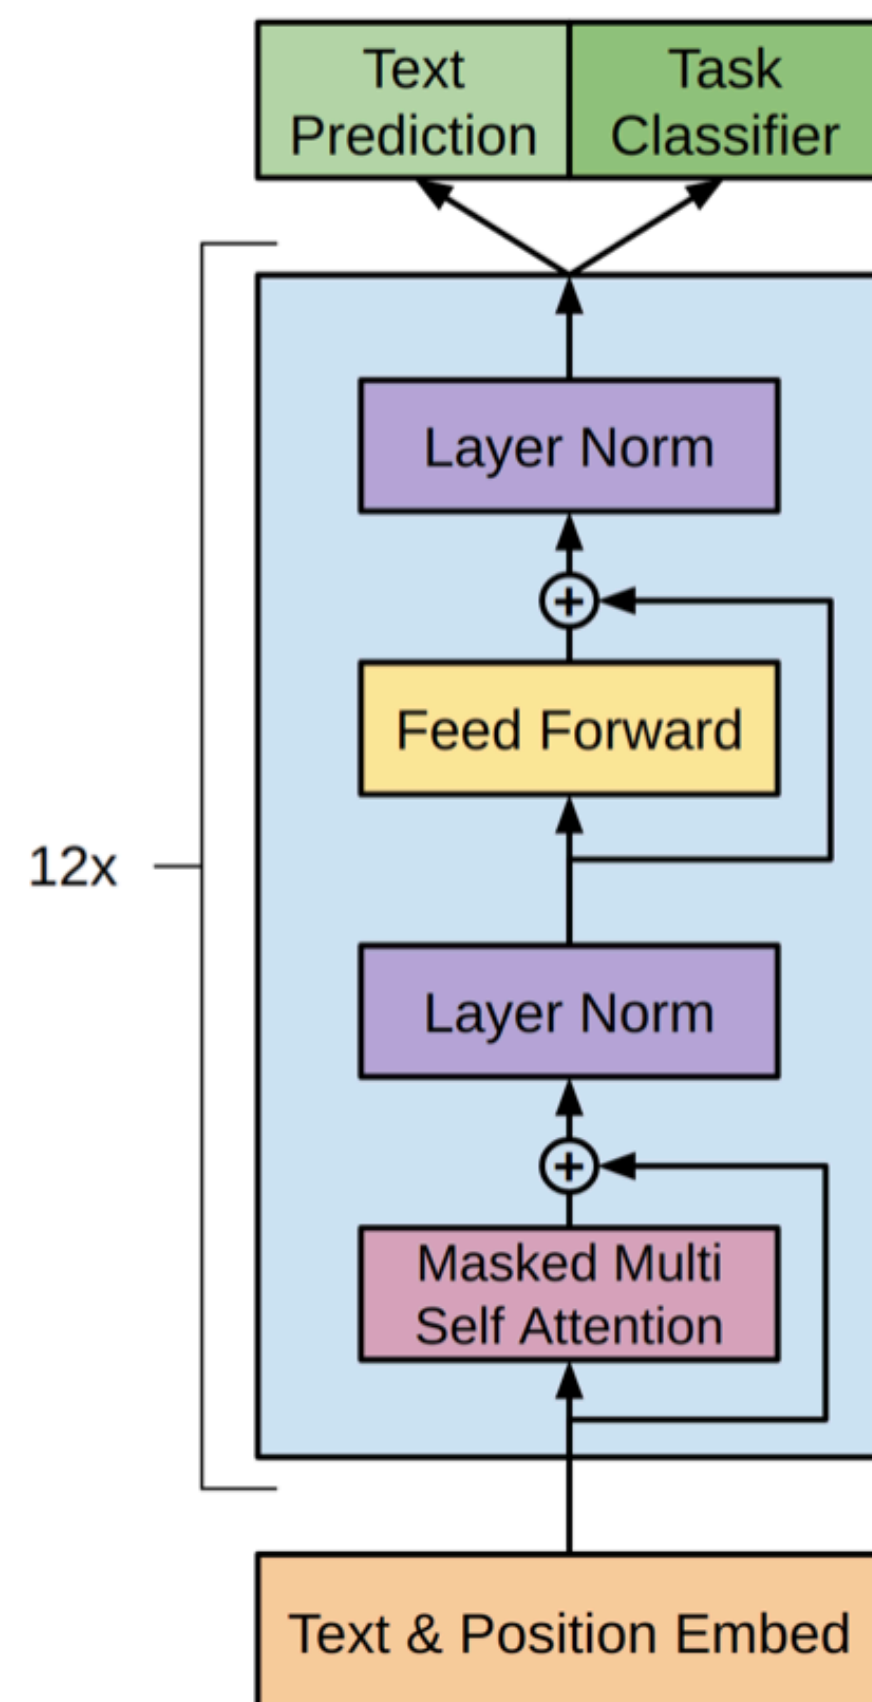 Text
Prediction
Task
Classifier
Layer Norm
+
Feed Forward
12x
Layer Norm
+
Masked Multi
Self Attention
Text & Position Embed